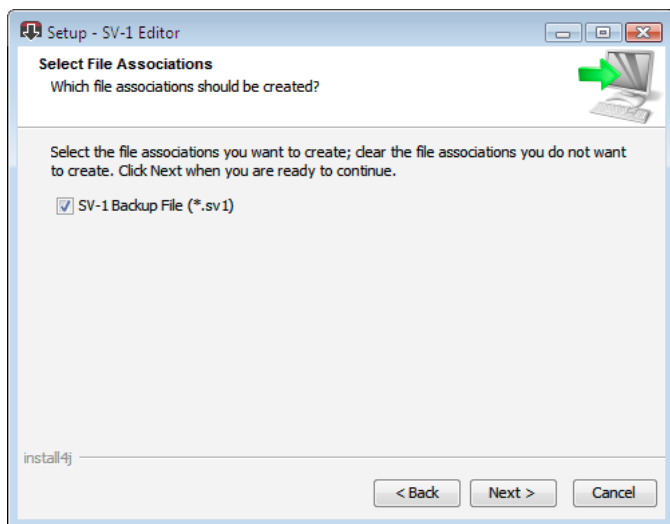 Setup - SV-1 Editor
Select File Associations
Which file associations should be created?
Select the file associations you want to create; clear the file associations you do not want
to create. Click Next when you are ready to continue.
SV-1 Backup File (*.sv1)
install4j
< Back Next > Cancel